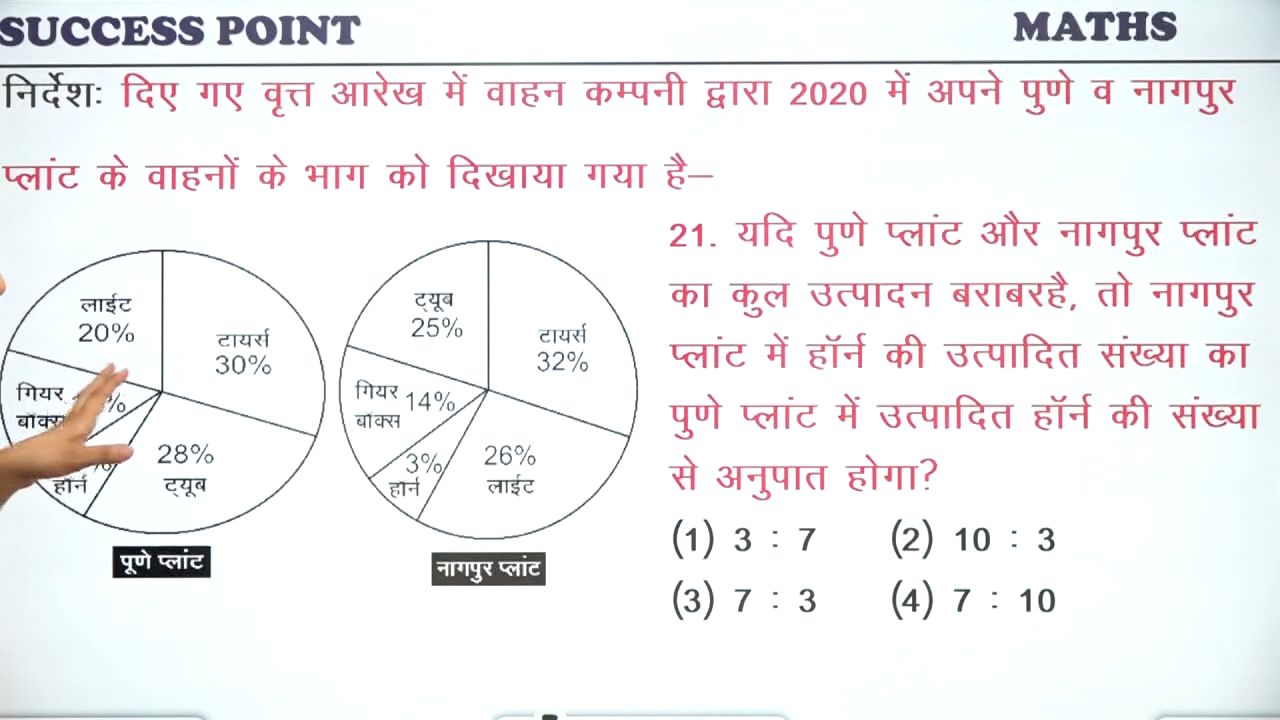 SUCCESS POINT
MATHS
निर्देशः दिए गए वृत्त आरेख में वाहन कम्पनी द्वारा 2020 में अपने पुणे व नागपुर
प्लांट के वाहनों के भाग को दिखाया गया है–
लाईट
20%
टायर्स
30%
गियर
बॉक्स
%
28%
ट्यूब
हॉर्न
पूणे प्लांट
ट्यूब
25%
टायर्स
32%
गियर
बॉक्स
14%
3%
हॉर्न
26%
लाईट
नागपुर प्लांट
21. यदि पुणे प्लांट और नागपुर प्लांट
का कुल उत्पादन बराबरहै, तो नागपुर
प्लांट में हॉर्न की उत्पादित संख्या का
पुणे प्लांट में उत्पादित हॉर्न की संख्या
से अनुपात होगा?
(1) 3 : 7 (2) 10 : 3
(3) 7 : 3 (4) 7 : 10